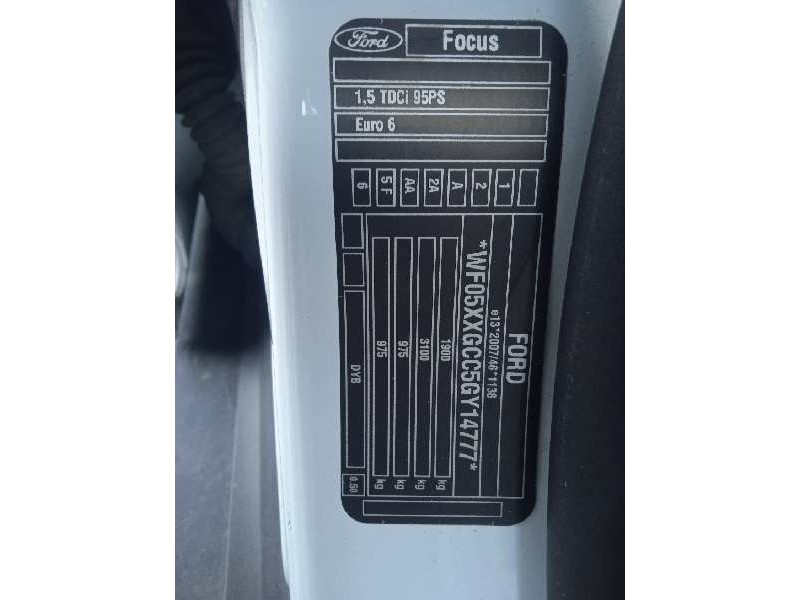 Ford
Focus
1,5 TDCi 95PS
Euro 6
1 2 A 2A AA 5 F 6
FORD
e13*2007/46*1138
*WF05XXGCC5GY14777*
1900 kg
3100 kg
975 kg
975 kg
DYB
0.50